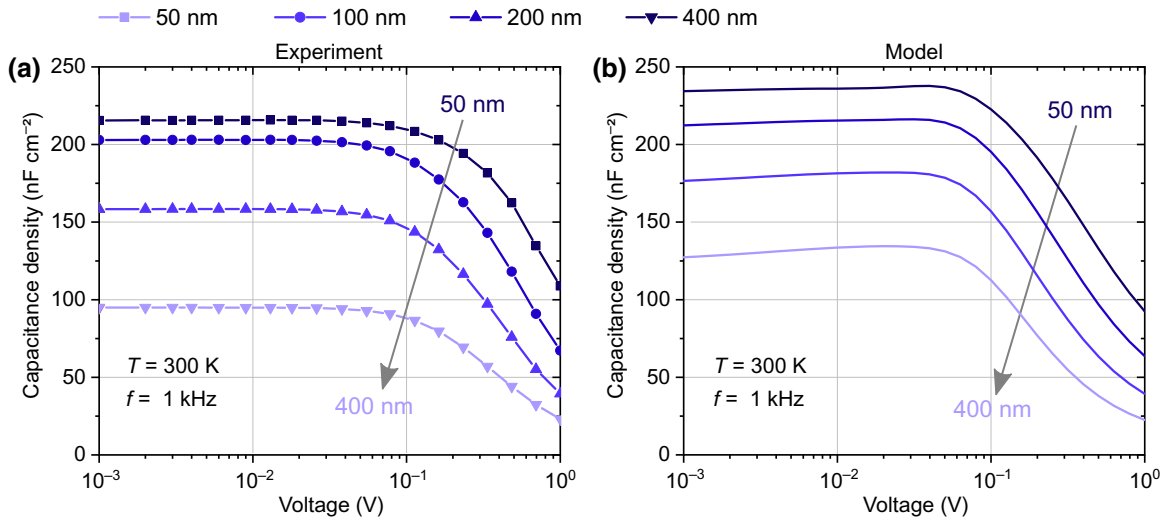 50 nm 100 nm 200 nm 400 nm
(a) Experiment
250
200
150
100
50
0
Capacitance density (nF cm⁻²)
50 nm
400 nm
T = 300 K
f = 1 kHz
10⁻³ 10⁻² 10⁻¹ 10⁰
Voltage (V)
(b) Model
250
200
150
100
50
0
Capacitance density (nF cm⁻²)
50 nm
400 nm
T = 300 K
f = 1 kHz
10⁻³ 10⁻² 10⁻¹ 10⁰
Voltage (V)